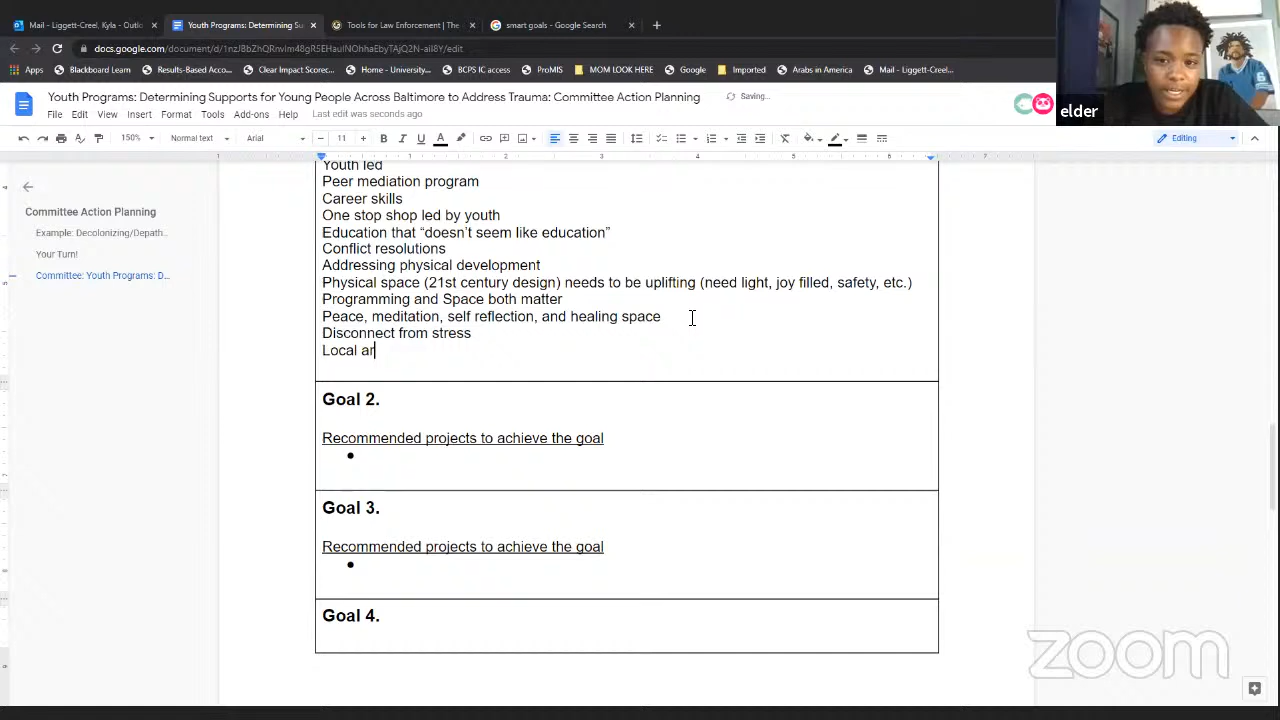 Mail - Liggett-Creel, Kyla - Outlo
Youth Programs: Determining Su
Tools for Law Enforcement | The
smart goals - Google Search
docs.google.com/document/d/1nzJBbZhQRnvIm48gR5EHauINOhhaEbyTAjQ2N-aiI8Y/edit
Apps
Blackboard Learn
Results-Based Acco...
Clear Impact Scorec...
Home - University...
BCPS IC access
ProMIS
MOM LOOK HERE
Google
Imported
Arabs in America
Mail - Liggett-Creel...
Youth Programs: Determining Supports for Young People Across Baltimore to Address Trauma: Committee Action Planning
Saving...
File Edit View Insert Format Tools Add-ons Help Last edit was seconds ago
150% Normal text Arial 11 B I U A Editing
elder
Committee Action Planning
Example: Decolonizing/Depath...
Your Turn!
Committee: Youth Programs: D...
Youth led
Peer mediation program
Career skills
One stop shop led by youth
Education that “doesn’t seem like education”
Conflict resolutions
Addressing physical development
Physical space (21st century design) needs to be uplifting (need light, joy filled, safety, etc.)
Programming and Space both matter
Peace, meditation, self reflection, and healing space
Disconnect from stress
Local ar
Goal 2.
Recommended projects to achieve the goal
Goal 3.
Recommended projects to achieve the goal
Goal 4.
zoom